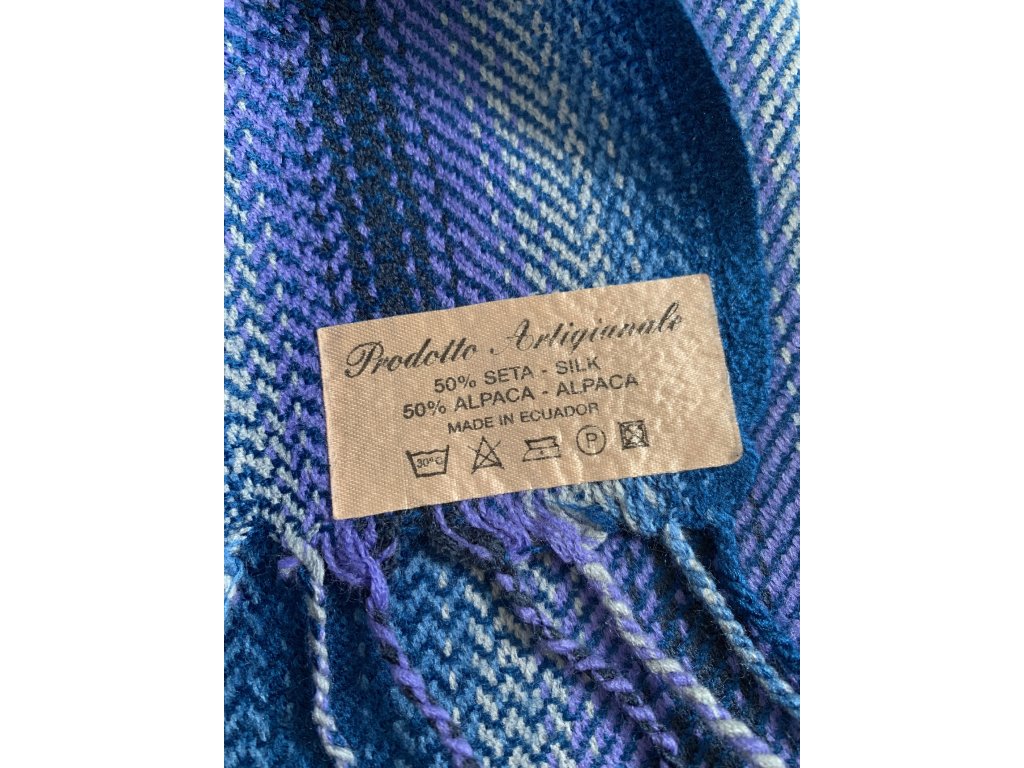 Prodotto Artigianale
50% SETA - SILK
50% ALPACA - ALPACA
MADE IN ECUADOR
30°C P